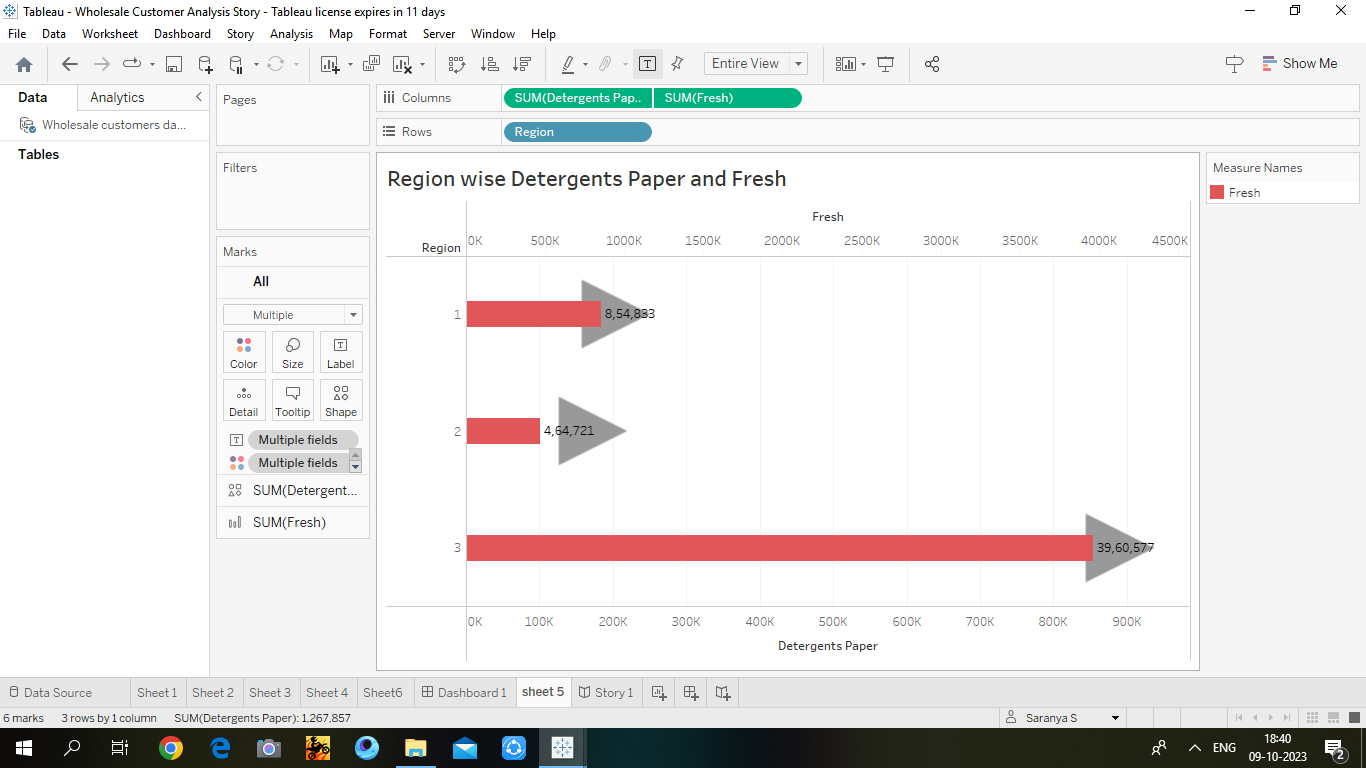 Tableau - Wholesale Customer Analysis Story - Tableau license expires in 11 days
File Data Worksheet Dashboard Story Analysis Map Format Server Window Help
Entire View
Show Me
Data Analytics
Wholesale customers da...
Tables
Pages
Filters
Marks
All
Multiple
Color Size Label
Detail Tooltip Shape
Multiple fields
Multiple fields
SUM(Detergent...
SUM(Fresh)
Columns SUM(Detergents Pap.. SUM(Fresh)
Rows Region
Region wise Detergents Paper and Fresh
Fresh
Region 0K 500K 1000K 1500K 2000K 2500K 3000K 3500K 4000K 4500K
1 8,54,833
2 4,64,721
3 39,60,577
0K 100K 200K 300K 400K 500K 600K 700K 800K 900K
Detergents Paper
Measure Names
Fresh
Data Source Sheet 1 Sheet 2 Sheet 3 Sheet 4 Sheet6 Dashboard 1 sheet 5 Story 1
6 marks 3 rows by 1 column SUM(Detergents Paper): 1,267,857 Saranya S
ENG 18:40
09-10-2023 2